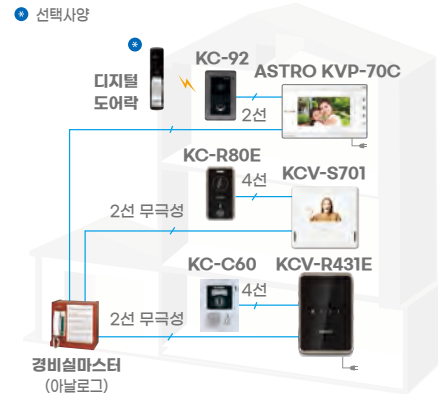 * 선택사양
*
KC-92
디지털
도어락
ASTRO KVP-70C
2선
KC-R80E
4선
KCV-S701
2선 무극성
KC-C60
KCV-R431E
4선
2선 무극성
경비실마스터
(아날로그)